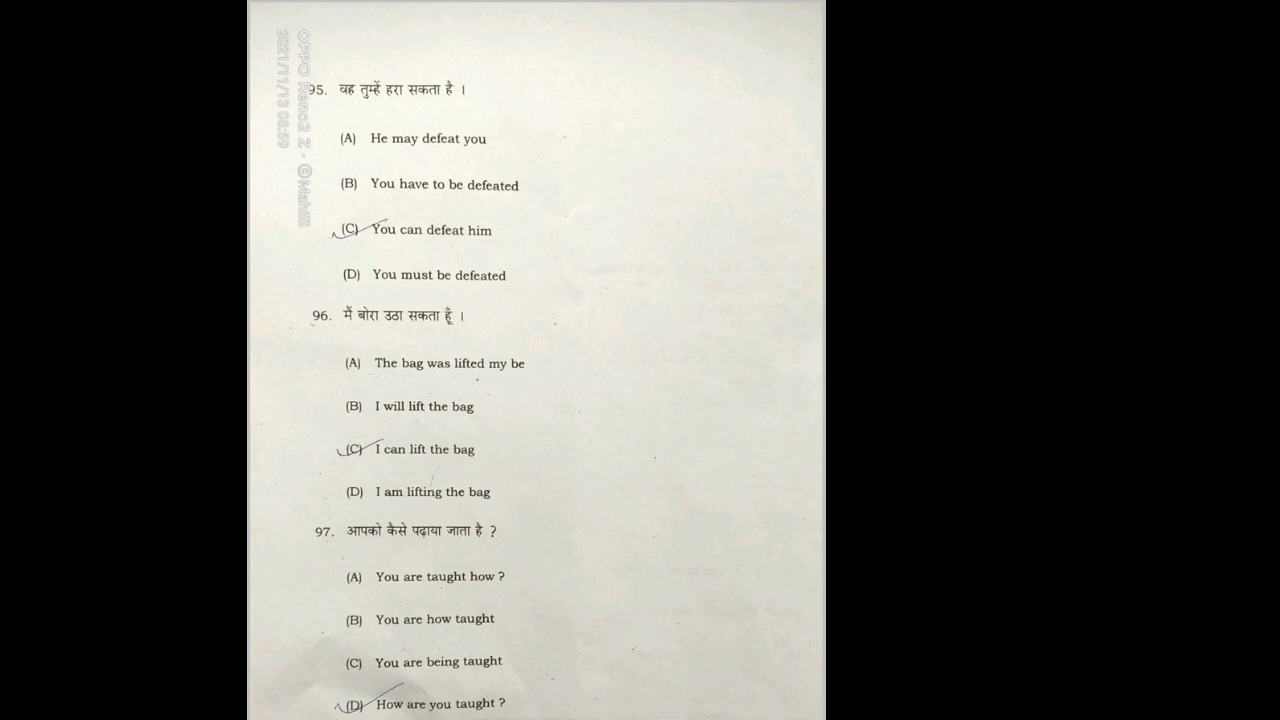 95. वह तुम्हें हरा सकता है ।
(A) He may defeat you
(B) You have to be defeated
(C) You can defeat him
(D) You must be defeated
96. मैं बोरा उठा सकता हूँ ।
(A) The bag was lifted my be
(B) I will lift the bag
(C) I can lift the bag
(D) I am lifting the bag
97. आपको कैसे पढ़ाया जाता है ?
(A) You are taught how ?
(B) You are how taught
(C) You are being taught
(D) How are you taught ?
OPPO Reno2 Z
2021/11/13